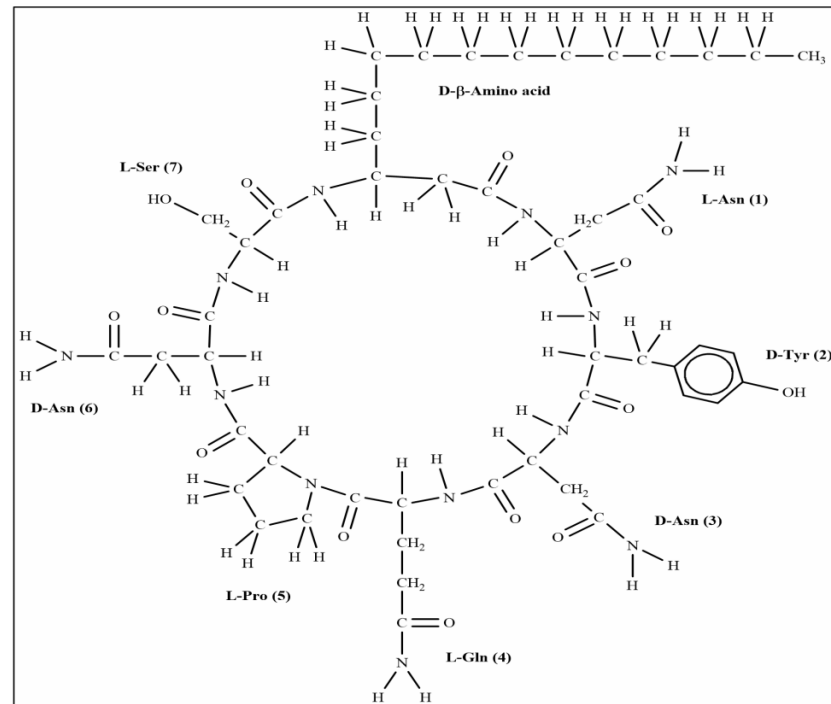 H H H H H H H H H H H H H H H H H
H C C C C C C C C C CH3
H C
H
D-β-Amino acid
H C
H
H
L-Ser (7)
O
O
N H
HO
N
C
C
C
C
L-Asn (1)
CH2
C
H
H
H
H
N
H2C
C
O
C
H
H
C
C
O
N
H
O
C
H
N
H
H
O
H
N
C
C
C
H
H
C
C
D-Tyr (2)
H
H
H
H
N
C
O
OH
D-Asn (6)
H
N
O
C
H
H
C
H
C
N
C
C
C
H
N
C
CH2
H
H
C
O
O
D-Asn (3)
C
C
O
C
N
H
H
H
H
H
CH2
H
CH2
L-Pro (5)
C
O
L-Gln (4)
N
H
H